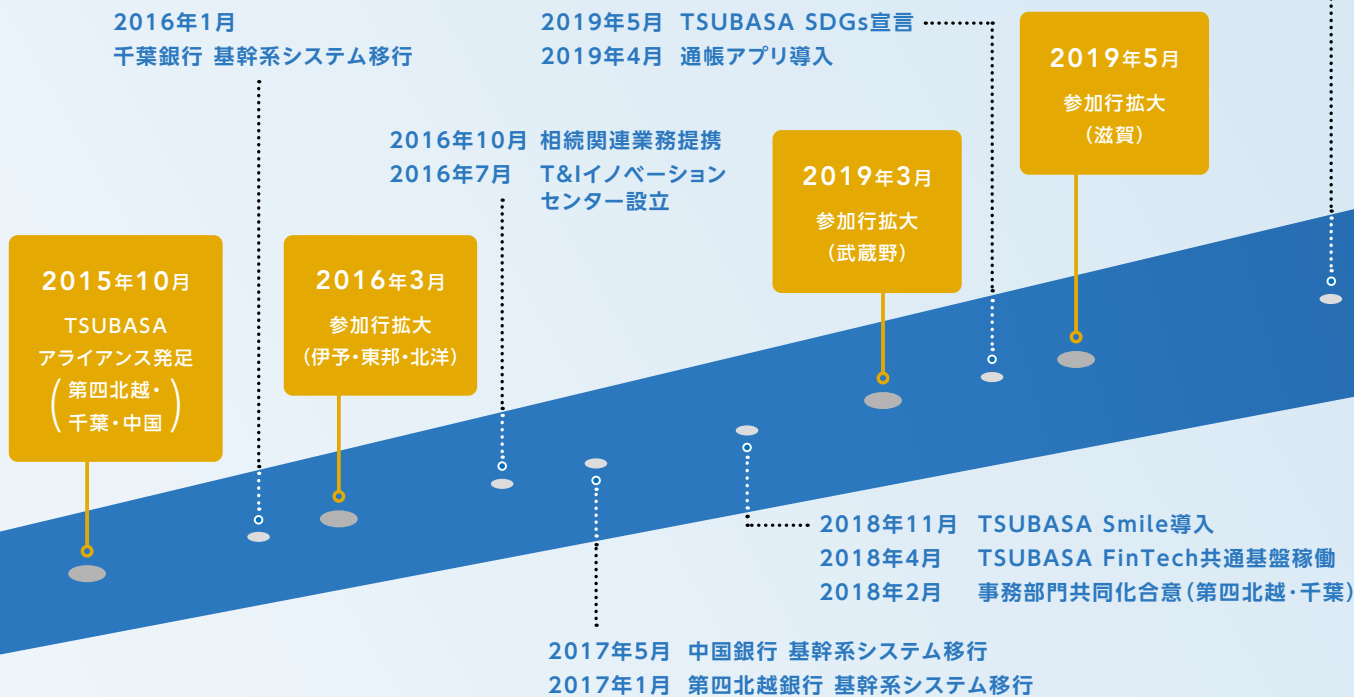 2016年1月
千葉銀行 基幹系システム移行
2019年5月 TSUBASA SDGs宣言
2019年4月 通帳アプリ導入
2019年5月
参加行拡大
（滋賀）
2016年10月 相続関連業務提携
2016年7月 T&Iイノベーション
センター設立
2019年3月
参加行拡大
（武蔵野）
2015年10月
TSUBASA
アライアンス発足
（第四北越・
千葉・中国）
2016年3月
参加行拡大
（伊予・東邦・北洋）
2018年11月 TSUBASA Smile導入
2018年4月 TSUBASA FinTech共通基盤稼働
2018年2月 事務部門共同化合意（第四北越・千葉）
2017年5月 中国銀行 基幹系システム移行
2017年1月 第四北越銀行 基幹系システム移行